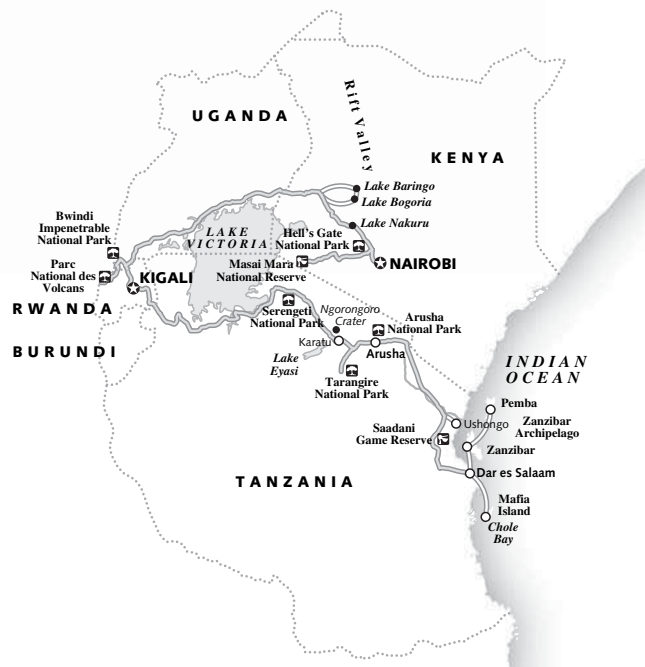 UGANDA
Rift Valley
KENYA
Lake Baringo
Lake Bogoria
Bwindi
Impenetrable
National Park
LAKE
VICTORIA
Lake Nakuru
Hell's Gate
National Park
Parc
National des
Volcans
KIGALI
Masai Mara
National Reserve
NAIROBI
RWANDA
Serengeti
National Park
Ngorongoro
Crater
Arusha
National Park
BURUNDI
Karatu
Arusha
Lake
Eyasi
Tarangire
National Park
INDIAN
OCEAN
Pemba
Saadani
Game Reserve
Ushongo
Zanzibar
Archipelago
Zanzibar
TANZANIA
Dar es Salaam
Mafia
Island
Chole
Bay